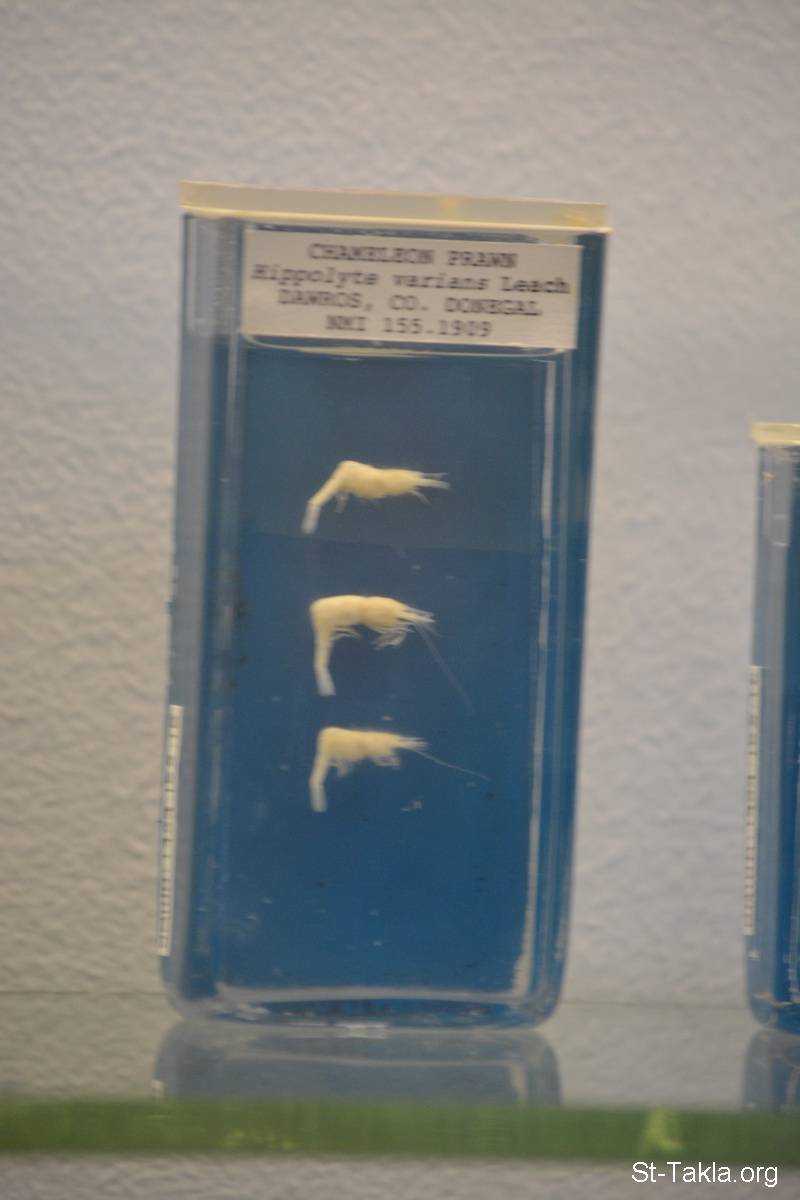 CHAMELEON PRAWN
Hippolyte varians Leach
DAWROS, CO. DONEGAL
NMI 155.1909
St-Takla.org